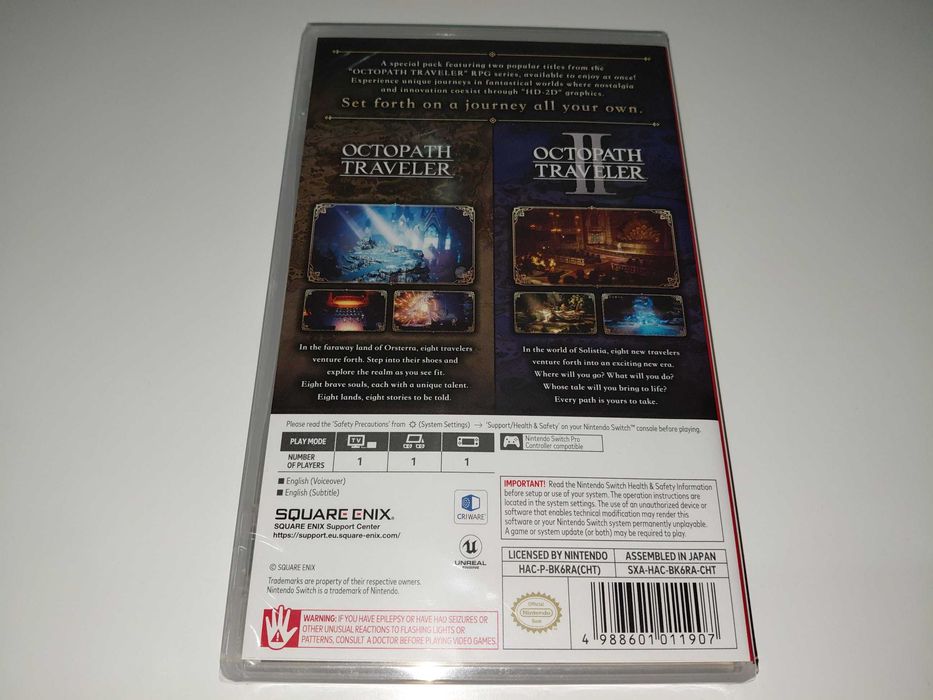 A special pack featuring two popular titles from the
"OCTOPATH TRAVELER" RPG series, available to enjoy at once!
Experience unique journeys in fantastical worlds where nostalgia
and innovation coexist through "HD-2D" graphics.
Set forth on a journey all your own.
OCTOPATH
TRAVELER
In the faraway land of Orsterra, eight travelers
venture forth. Step into their shoes and
explore the realm as you see fit.
Eight brave souls, each with a unique talent.
Eight lands, eight stories to be told.
OCTOPATH
TRAVELER
II
In the world of Solistia, eight new travelers
venture forth into an exciting new era.
Where will you go? What will you do?
Whose tale will you bring to life?
Every path is yours to take.
Please read the 'Safety Precautions' from (System Settings) → 'Support/Health & Safety' on your Nintendo Switch™ console before playing.
PLAY MODE TV
NUMBER
OF PLAYERS 1 1 1
Nintendo Switch Pro
Controller compatible
■ English (Voiceover)
■ English (Subtitle)
SQUARE ENIX®
SQUARE ENIX Support Center
https://support.eu.square-enix.com/
CRIWARE
UNREAL
© SQUARE ENIX
Trademarks are property of their respective owners.
Nintendo Switch is a trademark of Nintendo.
WARNING: IF YOU HAVE EPILEPSY OR HAVE HAD SEIZURES OR
OTHER UNUSUAL REACTIONS TO FLASHING LIGHTS OR
PATTERNS, CONSULT A DOCTOR BEFORE PLAYING VIDEO GAMES.
IMPORTANT! Read the Nintendo Switch Health & Safety Information
before setup or use of your system. The operation instructions are
located in the system settings. The use of an unauthorized device or
software that enables technical modification may render this
software or your Nintendo Switch system permanently unplayable.
A game or system update (or both) may be required to play.
LICENSED BY NINTENDO
HAC-P-BK6RA(CHT)
ASSEMBLED IN JAPAN
SXA-HAC-BK6RA-CHT
Official
Nintendo
Seal
4 988601 011907